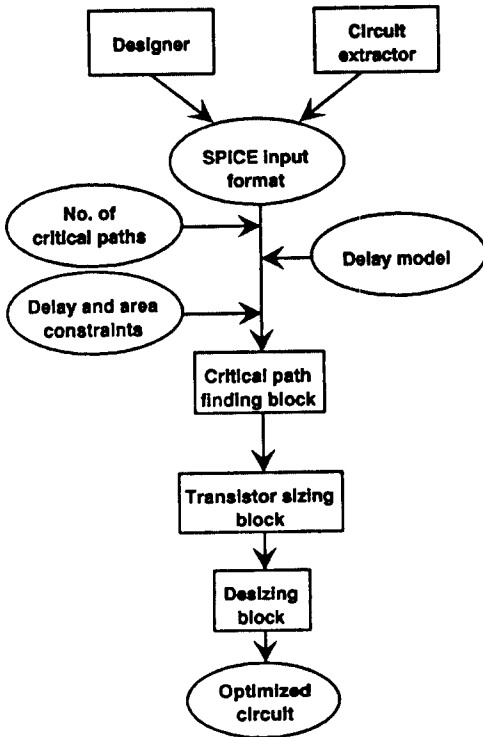 Designer
Circuit
extractor
SPICE input
format
No. of
critical paths
Delay model
Delay and area
constraints
Critical path
finding block
Transistor sizing
block
Desizing
block
Optimized
circuit